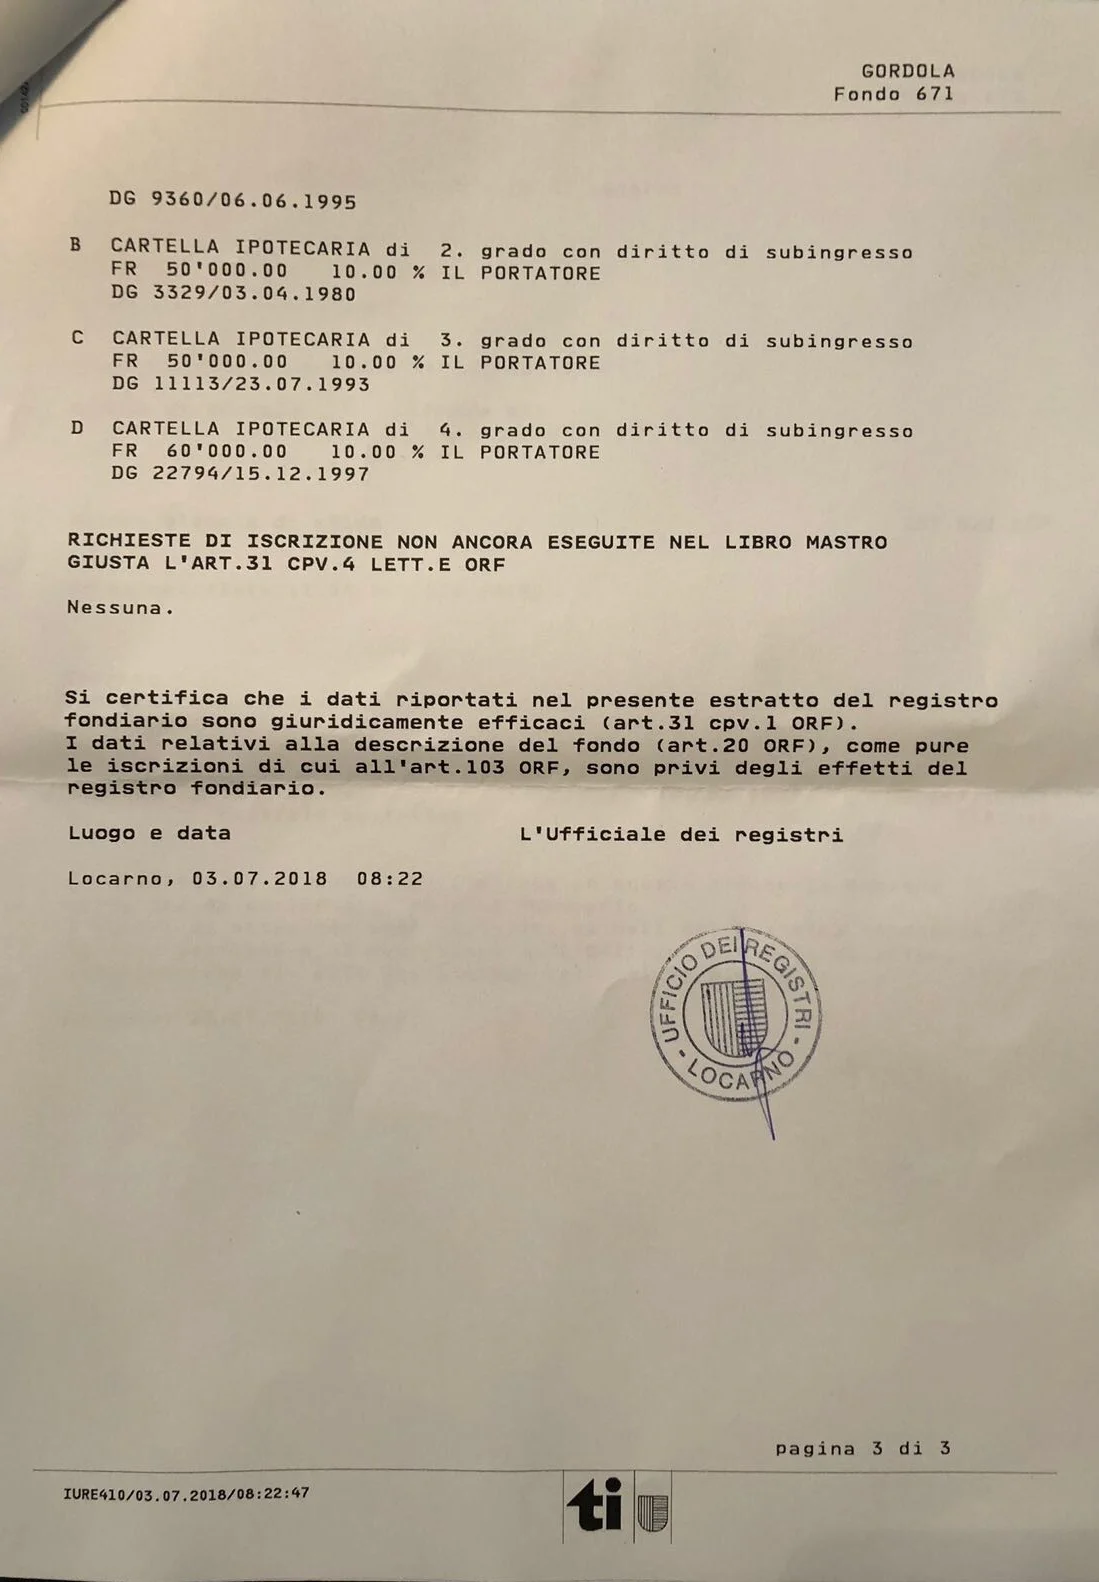 GORDOLA
Fondo 671
DG 9360/06.06.1995
B CARTELLA IPOTECARIA di 2. grado con diritto di subingresso
FR 50'000.00 10.00 % IL PORTATORE
DG 3329/03.04.1980
C CARTELLA IPOTECARIA di 3. grado con diritto di subingresso
FR 50'000.00 10.00 % IL PORTATORE
DG 11113/23.07.1993
D CARTELLA IPOTECARIA di 4. grado con diritto di subingresso
FR 60'000.00 10.00 % IL PORTATORE
DG 22794/15.12.1997
RICHIESTE DI ISCRIZIONE NON ANCORA ESEGUITE NEL LIBRO MASTRO
GIUSTA L'ART.31 CPV.4 LETT.E ORF
Nessuna.
Si certifica che i dati riportati nel presente estratto del registro
fondiario sono giuridicamente efficaci (art.31 cpv.1 ORF).
I dati relativi alla descrizione del fondo (art.20 ORF), come pure
le iscrizioni di cui all'art.103 ORF, sono privi degli effetti del
registro fondiario.
Luogo e data L'Ufficiale dei registri
Locarno, 03.07.2018 08:22
UFFICIO DEI REGISTRI
- LOCARNO -
pagina 3 di 3
IURE410/03.07.2018/08:22:47
ti